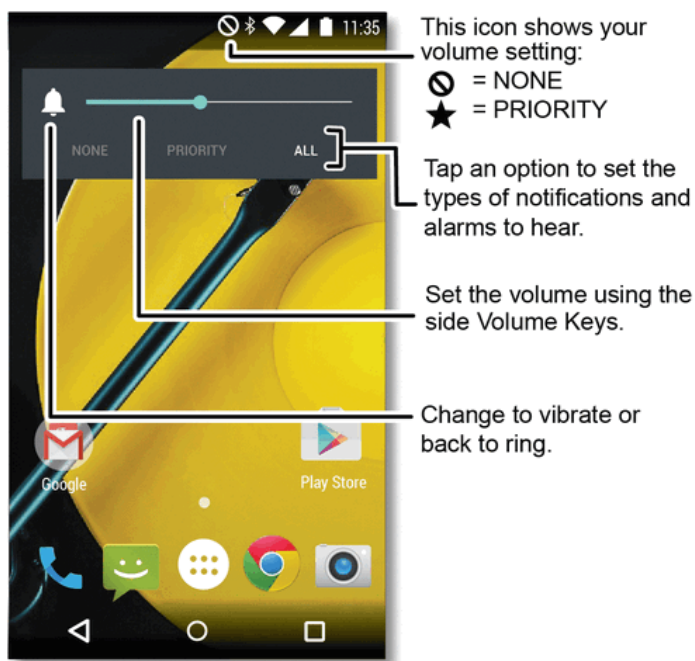 11:35
This icon shows your
volume setting:
= NONE
= PRIORITY
NONE PRIORITY ALL
Tap an option to set the
types of notifications and
alarms to hear.
Set the volume using the
side Volume Keys.
Change to vibrate or
back to ring.
Google Play Store